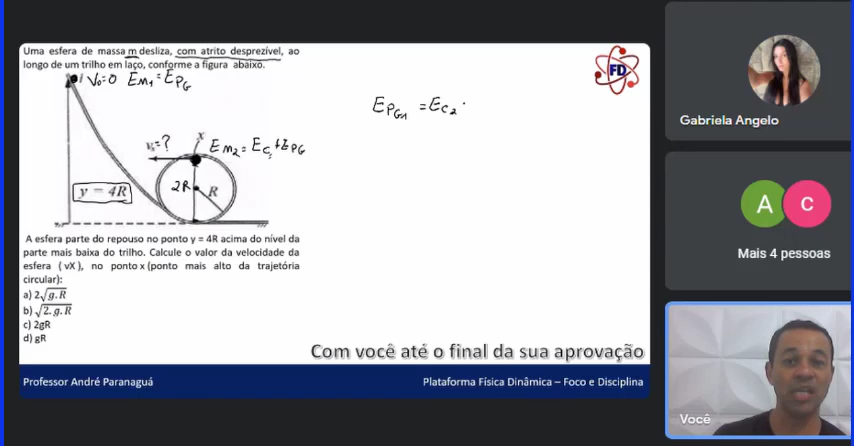 Uma esfera de massa m desliza, com atrito desprezível, ao
longo de um trilho em laço, conforme a figura abaixo.
V₀=0 Em₁=EPG
FD
EPG₁ = EC₂
=?
x
Em₂=EC₂+EPG
2R
R
y = 4R
A esfera parte do repouso no ponto y = 4R acima do nível da
parte mais baixa do trilho. Calcule o valor da velocidade da
esfera ( vX ), no ponto x (ponto mais alto da trajetória
circular):
a) 2√g.R
b) √2.g.R
c) 2gR
d) gR
Com você até o final da sua aprovação
Professor André Paranaguá
Plataforma Física Dinâmica – Foco e Disciplina
Gabriela Angelo
A
C
Mais 4 pessoas
Você